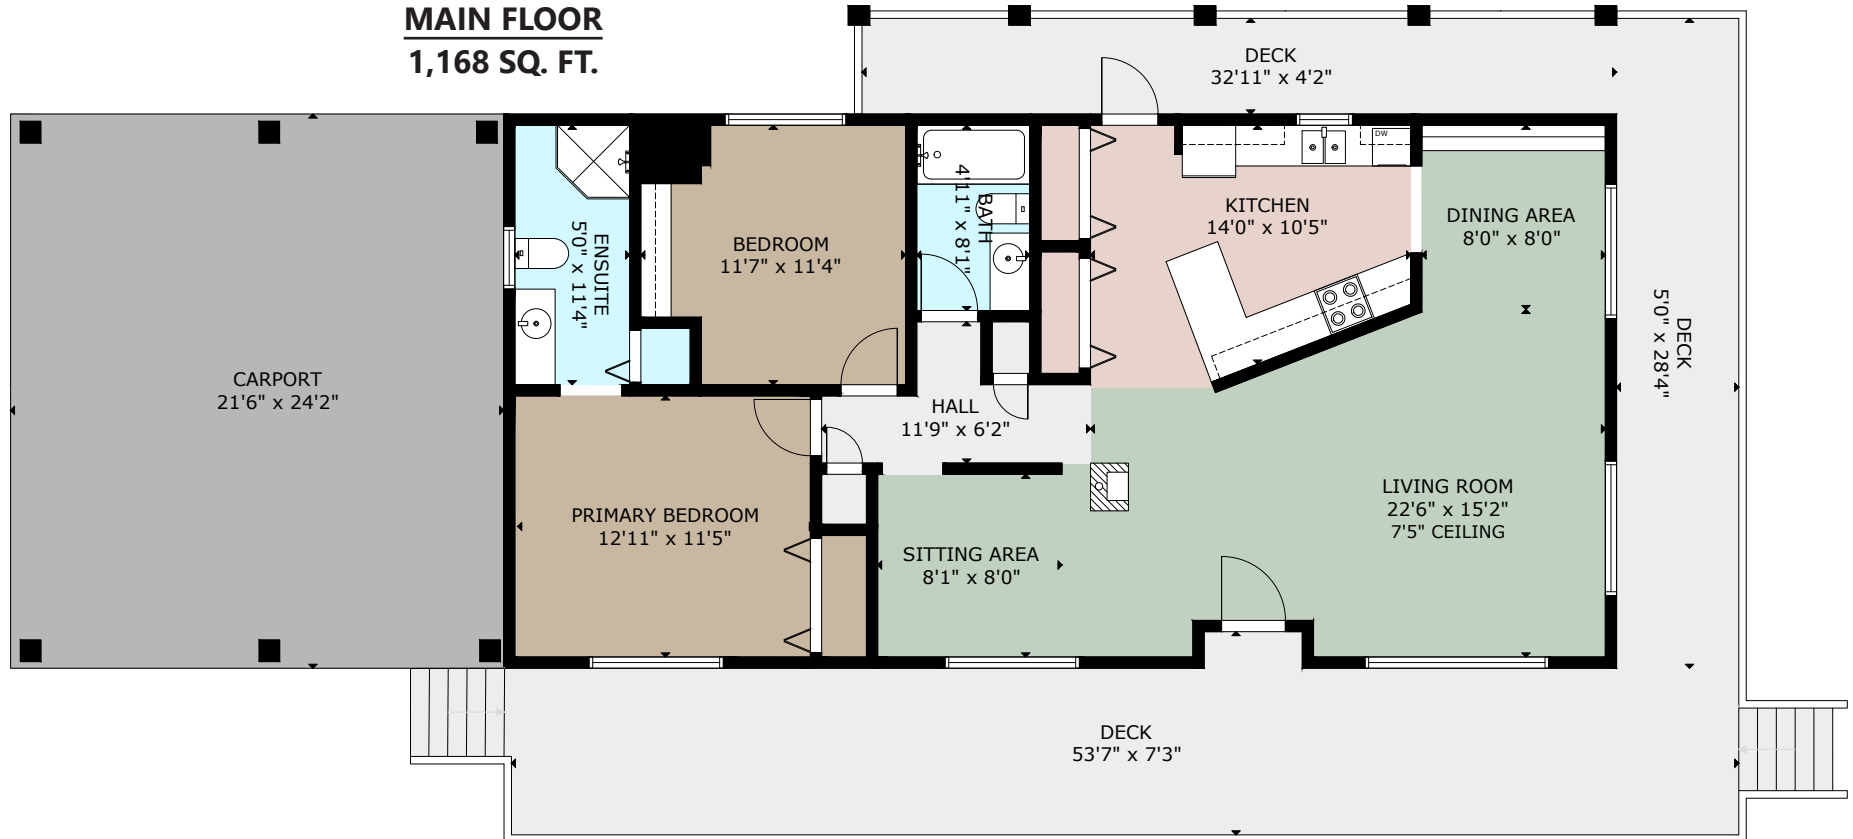 MAIN FLOOR
1,168 SQ. FT.
DECK
32'11" x 4'2"
DW
KITCHEN
14'0" x 10'5"
DINING AREA
8'0" x 8'0"
BATH
4'11" x 8'1"
BEDROOM
11'7" x 11'4"
ENSUITE
5'0" x 11'4"
DECK
5'0" x 28'4"
CARPORT
21'6" x 24'2"
HALL
11'9" x 6'2"
LIVING ROOM
22'6" x 15'2"
7'5" CEILING
PRIMARY BEDROOM
12'11" x 11'5"
SITTING AREA
8'1" x 8'0"
DECK
53'7" x 7'3"